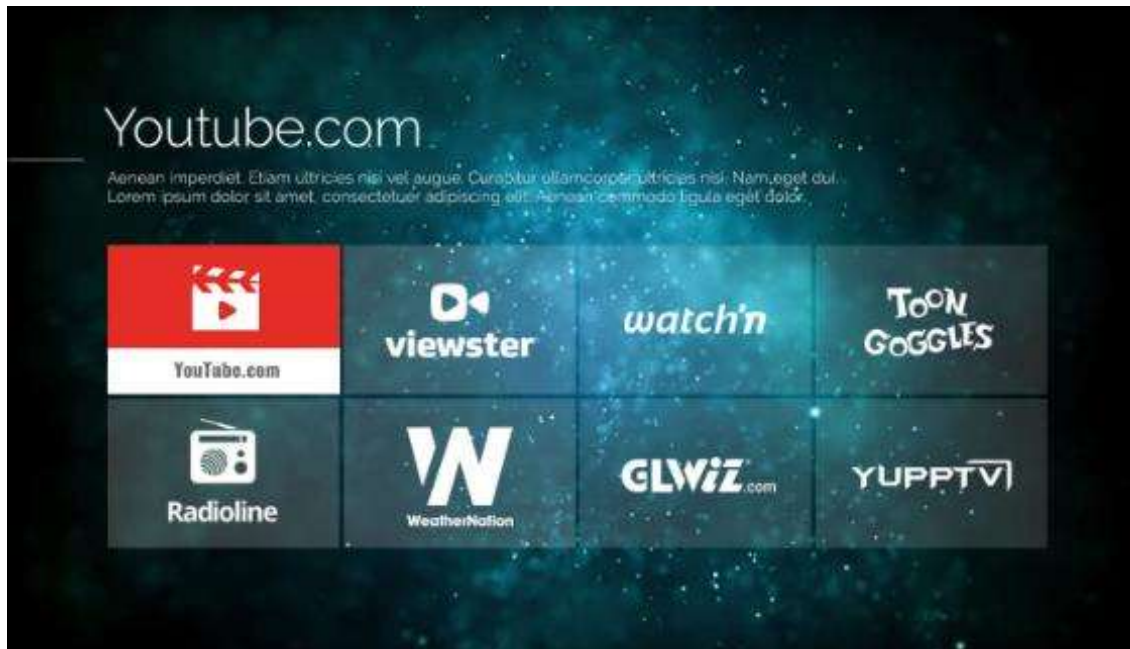 Youtube.com
Aenean imperdiet. Etiam ultricies nisi vel augue. Curabitur ullamcorper ultricies nisi. Nam eget dui.
Lorem ipsum dolor sit amet, consectetuer adipiscing elit. Aenean commodo ligula eget dolor.
YouTube.com
viewster
watch'n
TOON
GOGGLES
Radioline
WeatherNation
GLWiZ.com
YUPPTV